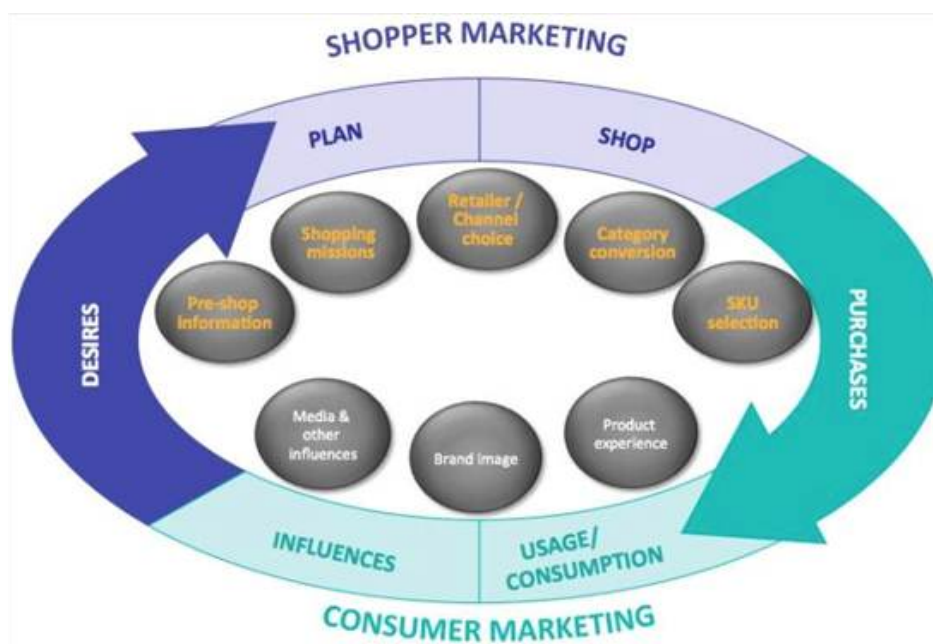 SHOPPER MARKETING
PLAN
SHOP
Retailer /
Channel
choice
Shopping
missions
Category
conversion
Pre-shop
information
SKU
selection
DESIRES
PURCHASES
Media &
other
influences
Brand image
Product
experience
INFLUENCES
USAGE/
CONSUMPTION
CONSUMER MARKETING